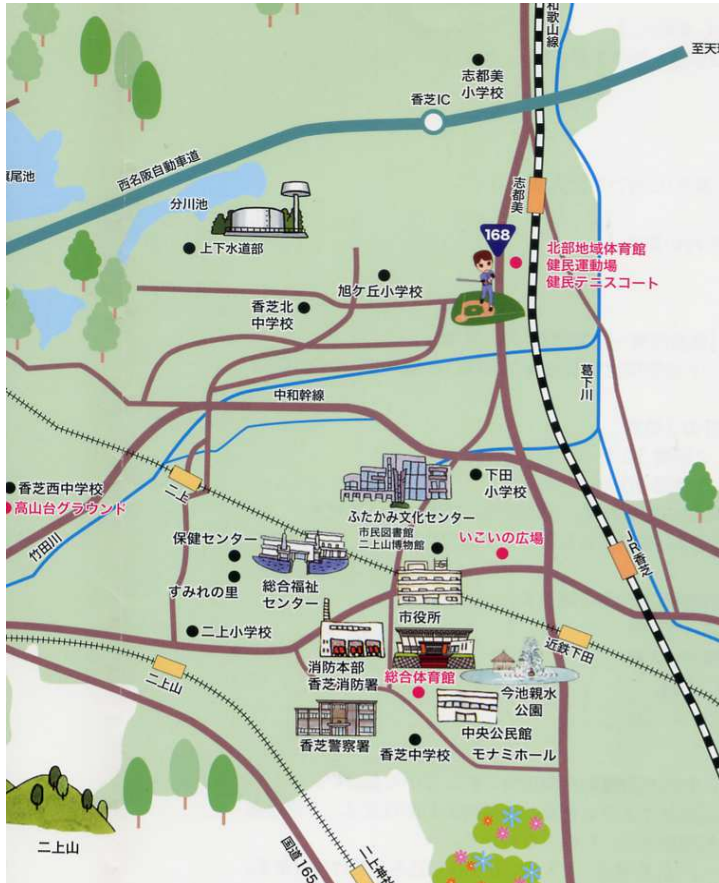 和歌山線
至天
志都美
小学校
香芝IC
西名阪自動車道
尾池
分川池
志都美
上下水道部
168
北部地域体育館
健民運動場
健民テニスコート
旭ケ丘小学校
香芝北
中学校
葛下川
中和幹線
香芝西中学校
高山台グラウンド
二上
下田
小学校
ふたかみ文化センター
市民図書館
二上山博物館
いこいの広場
竹田川
保健センター
JR香芝
すみれの里
総合福祉
センター
市役所
二上小学校
近鉄下田
二上山
消防本部
香芝消防署
総合体育館
今池親水
公園
中央公民館
モナミホール
香芝警察署
香芝中学校
二上山
国道165
二上神社